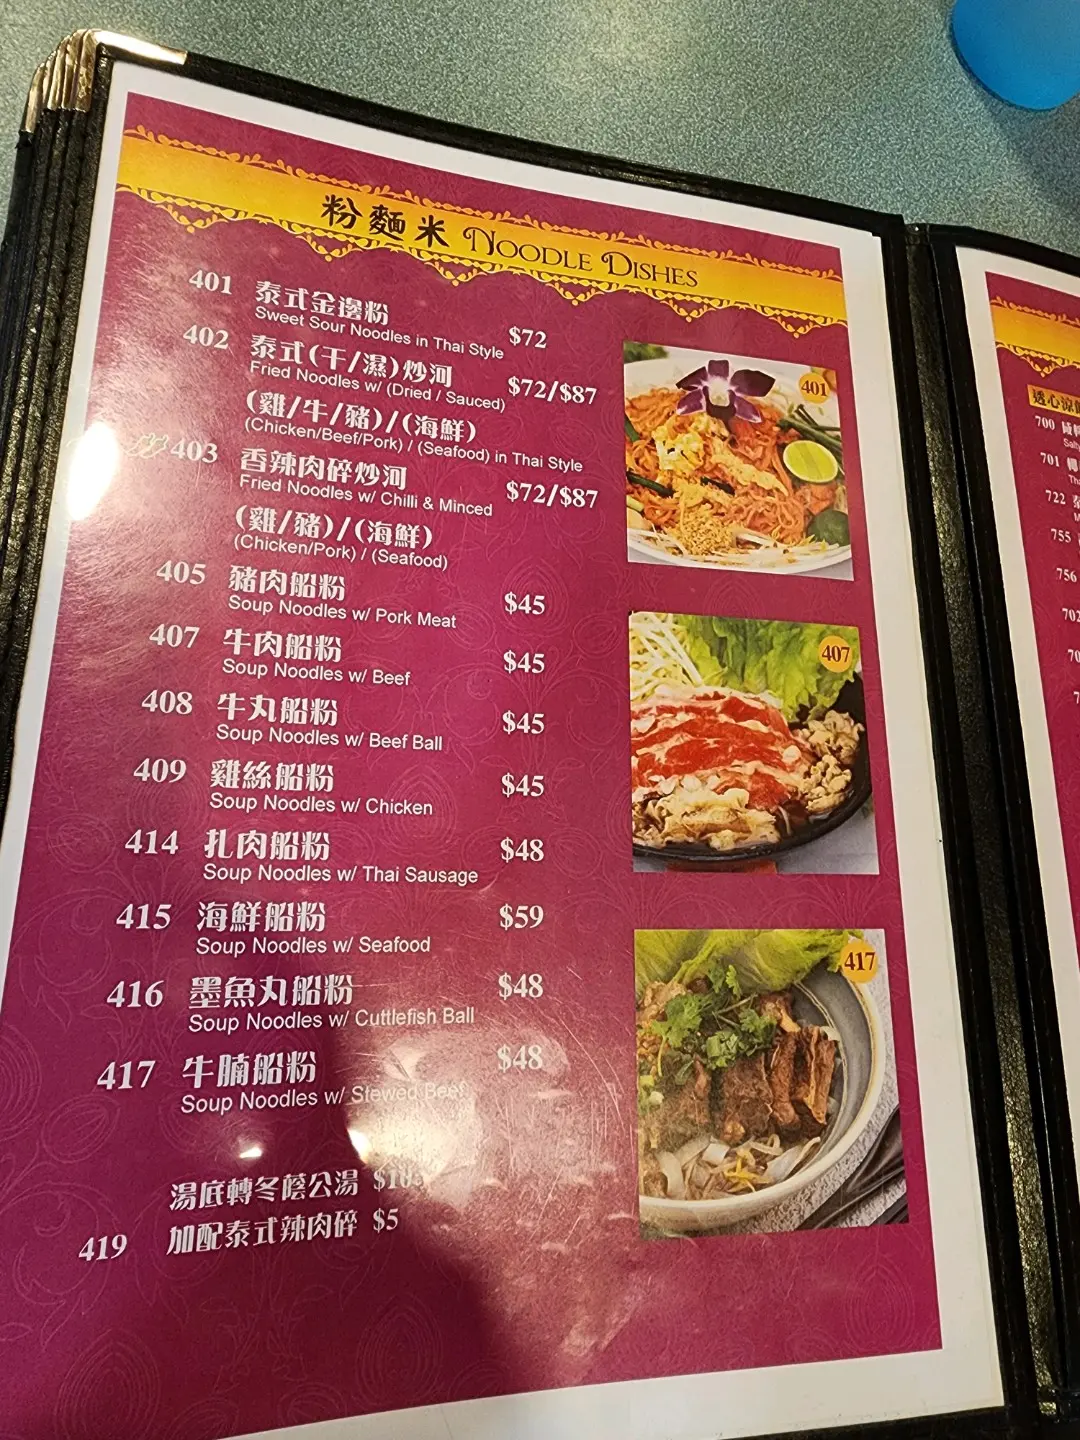 粉麵米 NOODLE DISHES
401 泰式金邊粉 $72
Sweet Sour Noodles in Thai Style
402 泰式(干/濕)炒河 $72/$87
Fried Noodles w/ (Dried / Sauced)
(雞/牛/豬)/(海鮮)
(Chicken/Beef/Pork) / (Seafood) in Thai Style
403 香辣肉碎炒河 $72/$87
Fried Noodles w/ Chilli & Minced
(雞/豬)/(海鮮)
(Chicken/Pork) / (Seafood)
405 豬肉船粉 $45
Soup Noodles w/ Pork Meat
407 牛肉船粉 $45
Soup Noodles w/ Beef
408 牛丸船粉 $45
Soup Noodles w/ Beef Ball
409 雞絲船粉 $45
Soup Noodles w/ Chicken
414 扎肉船粉 $48
Soup Noodles w/ Thai Sausage
415 海鮮船粉 $59
Soup Noodles w/ Seafood
416 墨魚丸船粉 $48
Soup Noodles w/ Cuttlefish Ball
417 牛腩船粉 $48
Soup Noodles w/ Stewed Beef
湯底轉冬蔭公湯
419 加配泰式辣肉碎 $5
401
407
417
透心涼
700
701
722
755
756